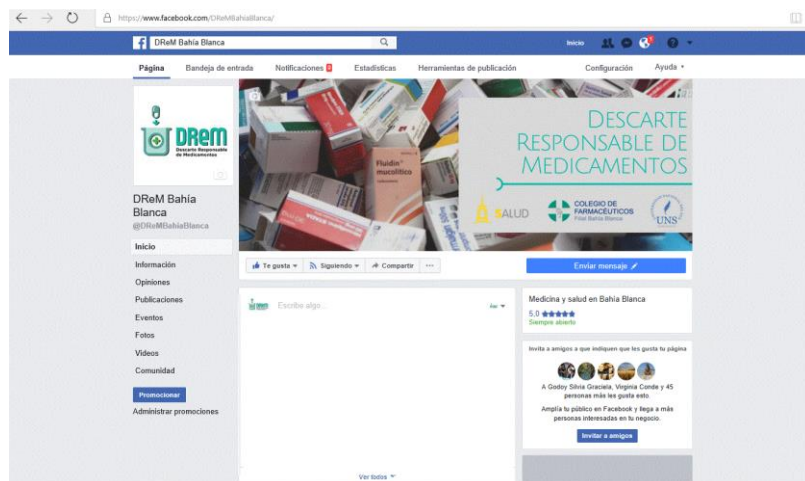 https://www.facebook.com/DReMBahiaBlanca/
DReM Bahía Blanca
Inicio
Página
Bandeja de entrada
Notificaciones
Estadísticas
Herramientas de publicación
Configuración
Ayuda
DReM
Descarte Responsable
de Medicamentos
Fluidin
mucolítico
DESCARTE
RESPONSABLE DE
MEDICAMENTOS
SALUD
COLEGIO DE
FARMACÉUTICOS
Filial Bahía Blanca
UNS
DReM Bahía
Blanca
@DReMBahiaBlanca
Inicio
Información
Opiniones
Publicaciones
Eventos
Fotos
Videos
Comunidad
Promocionar
Administrar promociones
Te gusta
Siguiendo
Compartir
Enviar mensaje
Escribe algo...
Ver todos
Medicina y salud en Bahía Blanca
5,0
Siempre abierto
Invita a amigos a que indiquen que les gusta tu página
A Godoy Silvia Graciela, Virginia Conde y 45
personas más les gusta esto
Amplía tu público en Facebook y llega a más
personas interesadas en tu negocio.
Invitar a amigos